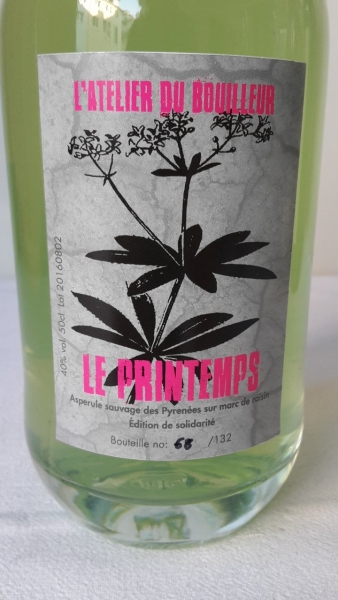 L'ATELIER DU BOUILLEUR
40% vol/ 50cl Lot 20160802
LE PRINTEMPS
Asperule sauvage des Pyrenées sur marc de raisin
Edition de solidarité
Bouteille no: 68 /132